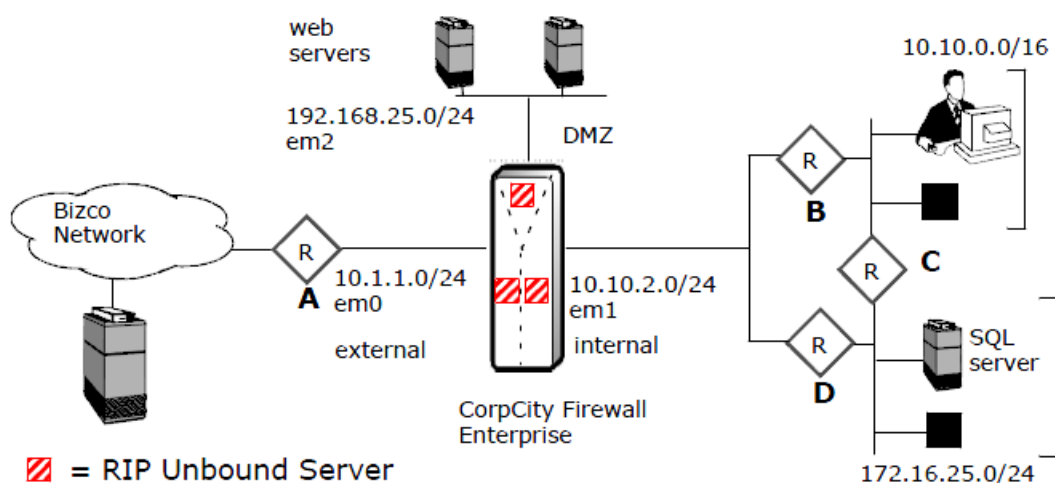 web
servers
10.10.0.0/16
192.168.25.0/24
em2
DMZ
R
B
Bizco
Network
R
A
10.1.1.0/24
em0
10.10.2.0/24
em1
R
C
external
internal
R
D
SQL
server
CorpCity Firewall
Enterprise
= RIP Unbound Server
172.16.25.0/24